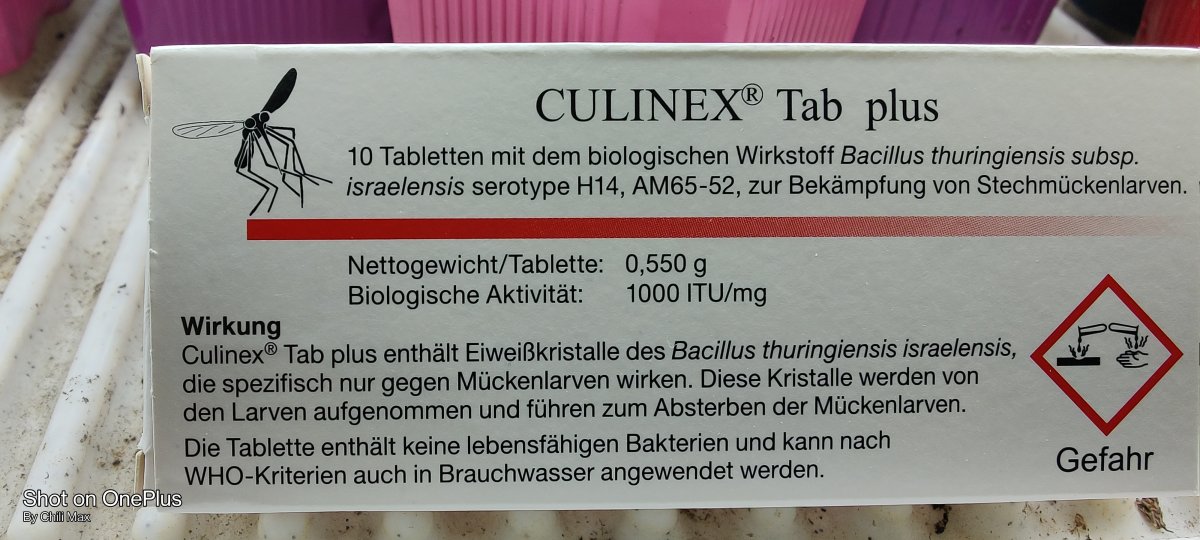 CULINEX® Tab plus
10 Tabletten mit dem biologischen Wirkstoff Bacillus thuringiensis subsp.
israelensis serotype H14, AM65-52, zur Bekämpfung von Stechmückenlarven.
Nettogewicht/Tablette: 0,550 g
Biologische Aktivität: 1000 ITU/mg
Wirkung
Culinex® Tab plus enthält Eiweißkristalle des Bacillus thuringiensis israelensis,
die spezifisch nur gegen Mückenlarven wirken. Diese Kristalle werden von
den Larven aufgenommen und führen zum Absterben der Mückenlarven.
Die Tablette enthält keine lebensfähigen Bakterien und kann nach
WHO-Kriterien auch in Brauchwasser angewendet werden.
Gefahr
Shot on OnePlus
By Chili Max